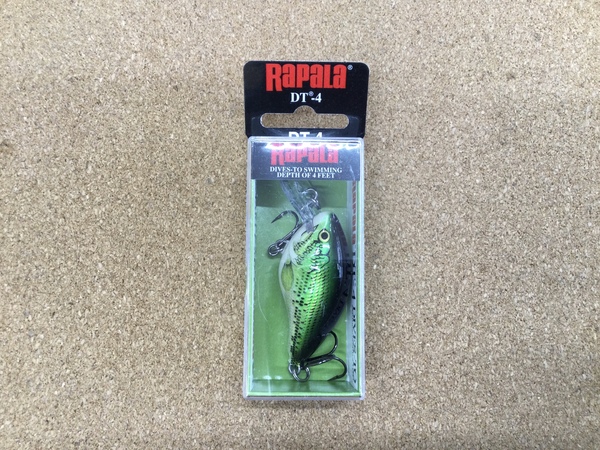 RAPALA®
DT®-4
DT-4
RAPALA
DIVES-TO SWIMMING
DEPTH OF 4 FEET